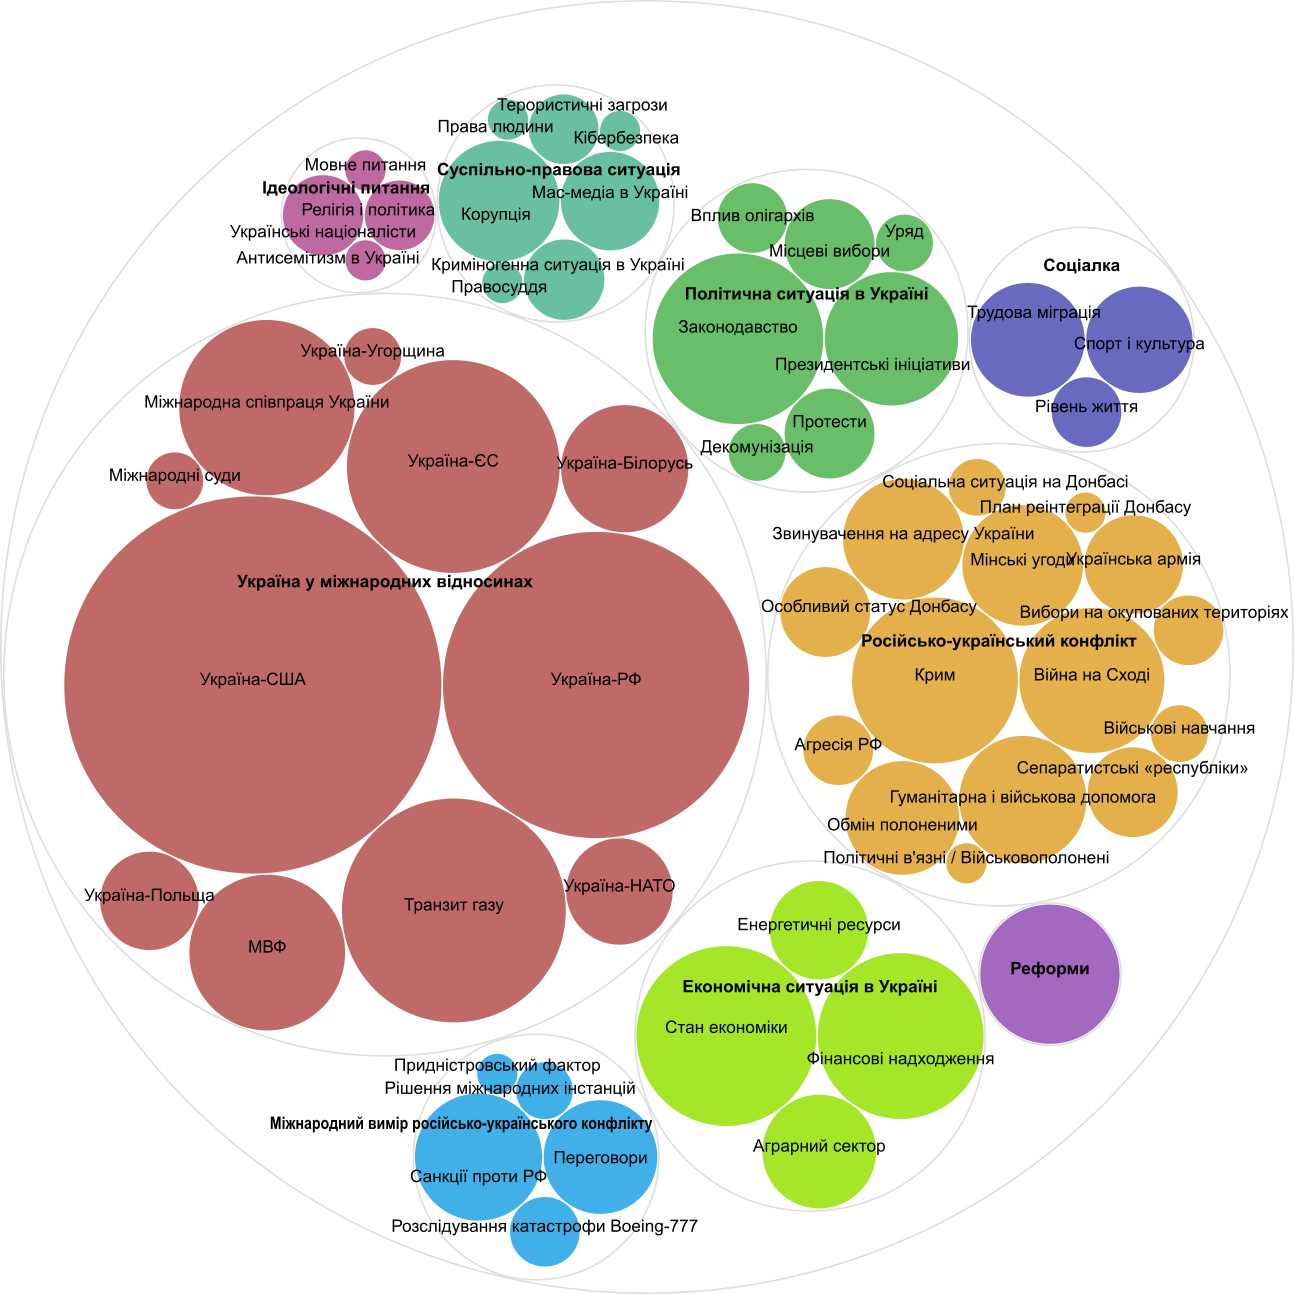 Терористичні загрози
Права людини
Кібербезпека
Суспільно-правова ситуація
Мас-медіа в Україні
Корупція
Криміногенна ситуація в Україні
Правосуддя
Мовне питання
Ідеологічні питання
Релігія і політика
Українські націоналісти
Антисемітизм в Україні
Вплив олігархів
Уряд
Місцеві вибори
Політична ситуація в Україні
Законодавство
Президентські ініціативи
Протести
Декомунізація
Соціалка
Трудова міграція
Спорт і культура
Рівень життя
Україна-Угорщина
Міжнародна співпраця України
Україна-ЄС
Україна-Білорусь
Міжнародні суди
Україна у міжнародних відносинах
Україна-США
Україна-РФ
Україна-Польща
Україна-НАТО
Транзит газу
МВФ
Соціальна ситуація на Донбасі
План реінтеграції Донбасу
Звинувачення на адресу України
Мінські угоди
Українська армія
Особливий статус Донбасу
Вибори на окупованих територіях
Російсько-український конфлікт
Крим
Війна на Сході
Військові навчання
Агресія РФ
Сепаратистські «республіки»
Гуманітарна і військова допомога
Обмін полоненими
Політичні в'язні / Військовополонені
Енергетичні ресурси
Економічна ситуація в Україні
Стан економіки
Фінансові надходження
Аграрний сектор
Реформи
Придністровський фактор
Рішення міжнародних інстанцій
Міжнародний вимір російсько-українського конфлікту
Переговори
Санкції проти РФ
Розслідування катастрофи Boeing-777